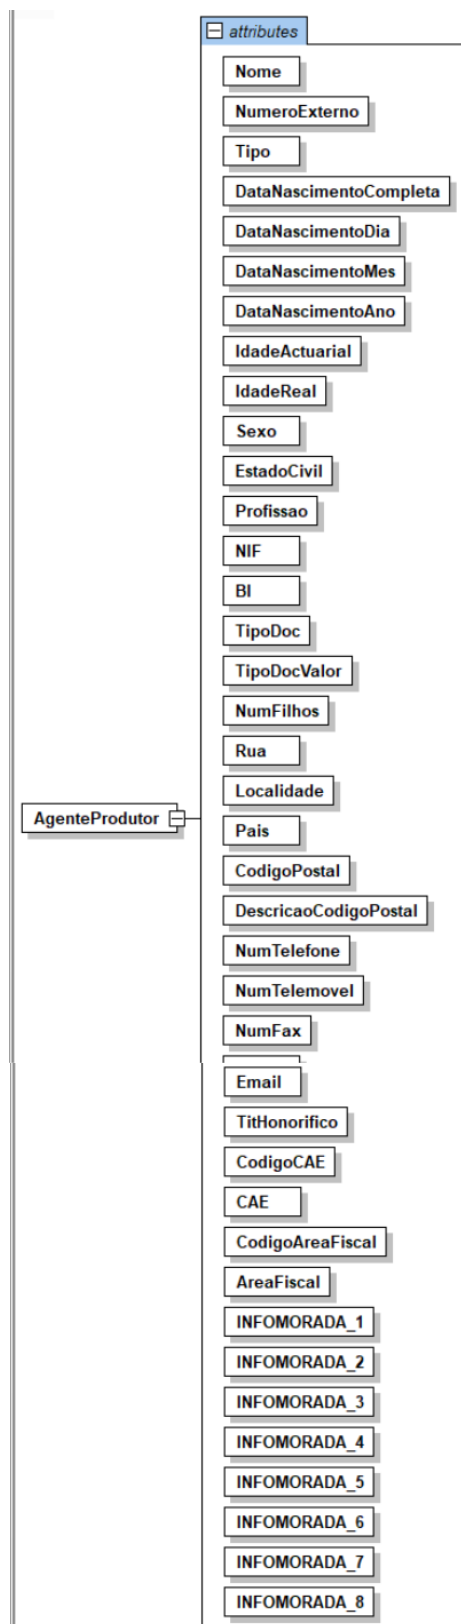 attributes
Nome
NumeroExterno
Tipo
DataNascimentoCompleta
DataNascimentoDia
DataNascimentoMes
DataNascimentoAno
IdadeActuarial
IdadeReal
Sexo
EstadoCivil
Profissao
NIF
BI
TipoDoc
TipoDocValor
NumFilhos
Rua
Localidade
AgenteProdutor
Pais
CodigoPostal
DescricaoCodigoPostal
NumTelefone
NumTelemovel
NumFax
Email
TitHonorifico
CodigoCAE
CAE
CodigoAreaFiscal
AreaFiscal
INFOMORADA_1
INFOMORADA_2
INFOMORADA_3
INFOMORADA_4
INFOMORADA_5
INFOMORADA_6
INFOMORADA_7
INFOMORADA_8